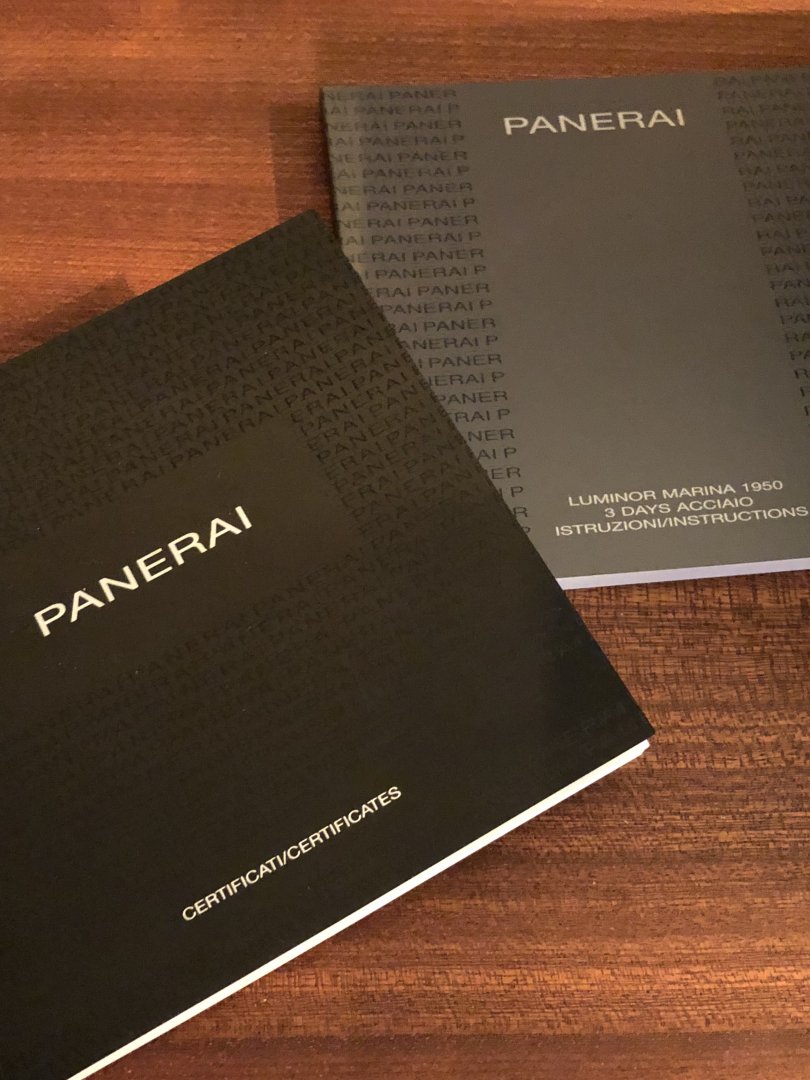 PANERAI
LUMINOR MARINA 1950
3 DAYS ACCIAIO
ISTRUZIONI/INSTRUCTIONS
PANERAI
CERTIFICATI/CERTIFICATES